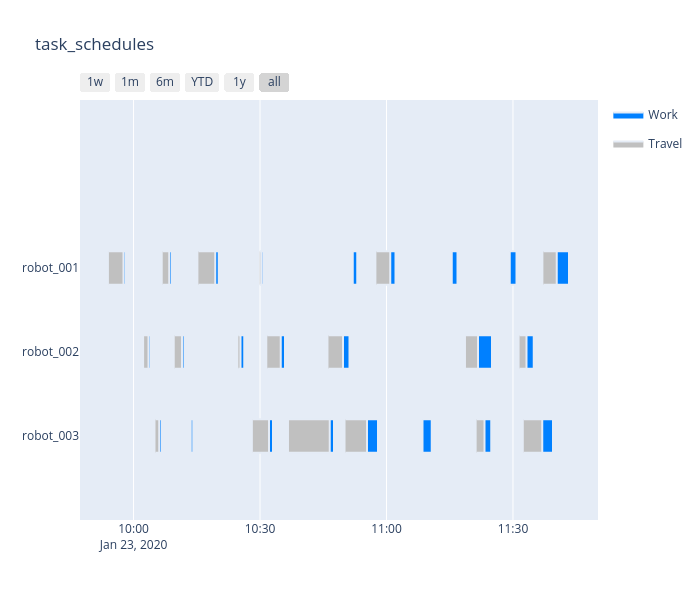 task_schedules
1w 1m 6m YTD 1y all
Work
Travel
robot_001
robot_002
robot_003
10:00 10:30 11:00 11:30
Jan 23, 2020